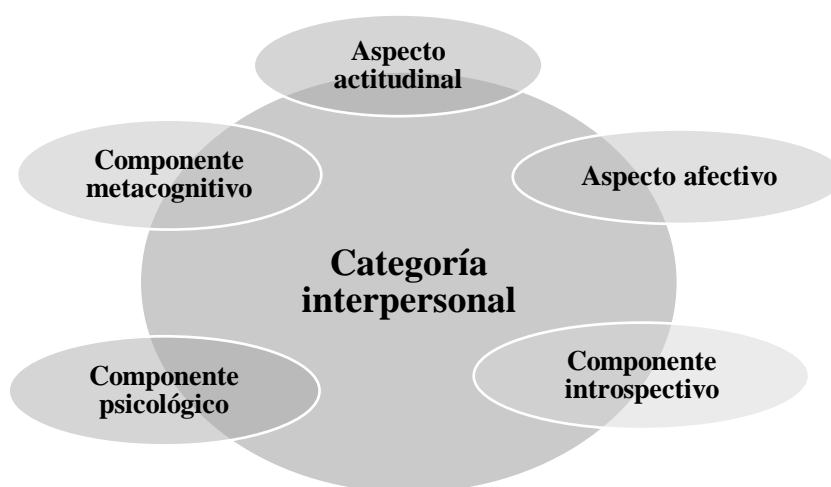 Aspecto
actitudinal
Componente
metacognitivo
Aspecto afectivo
Categoría
interpersonal
Componente
psicológico
Componente
introspectivo